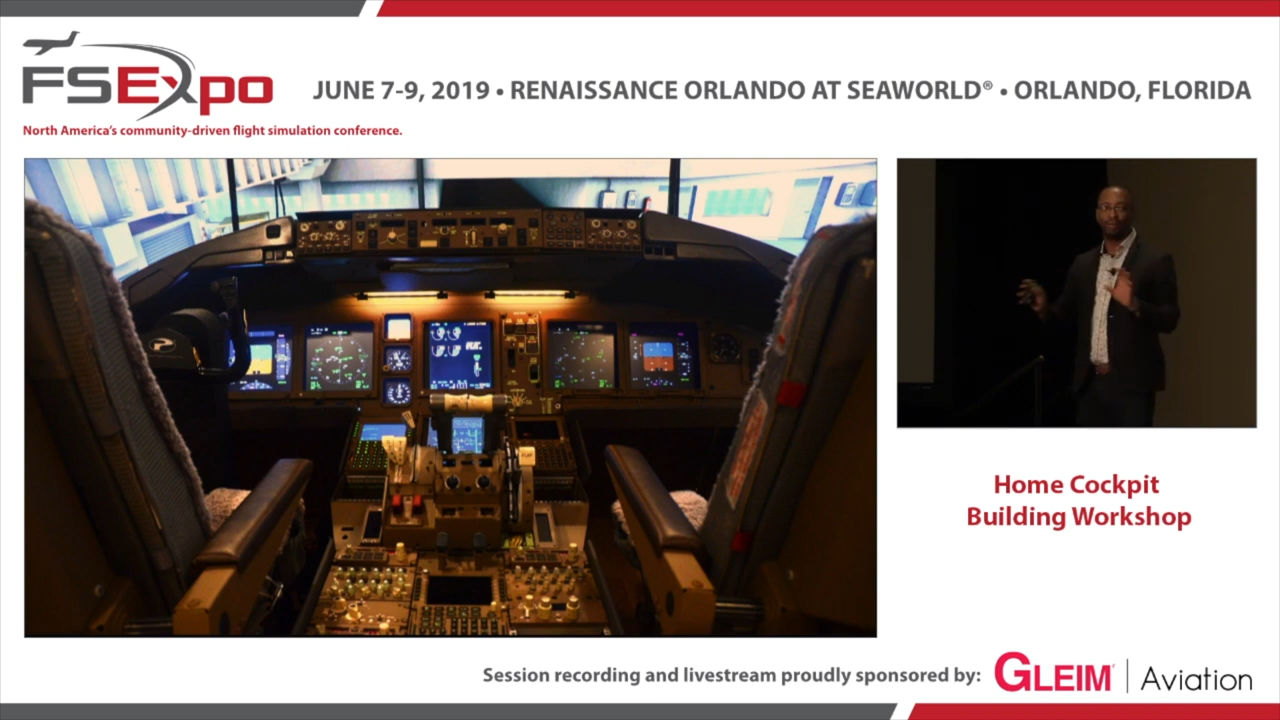 FSExpo
JUNE 7-9, 2019 • RENAISSANCE ORLANDO AT SEAWORLD® • ORLANDO, FLORIDA
North America's community-driven flight simulation conference.
Home Cockpit
Building Workshop
Session recording and livestream proudly sponsored by:
GLEIM | Aviation